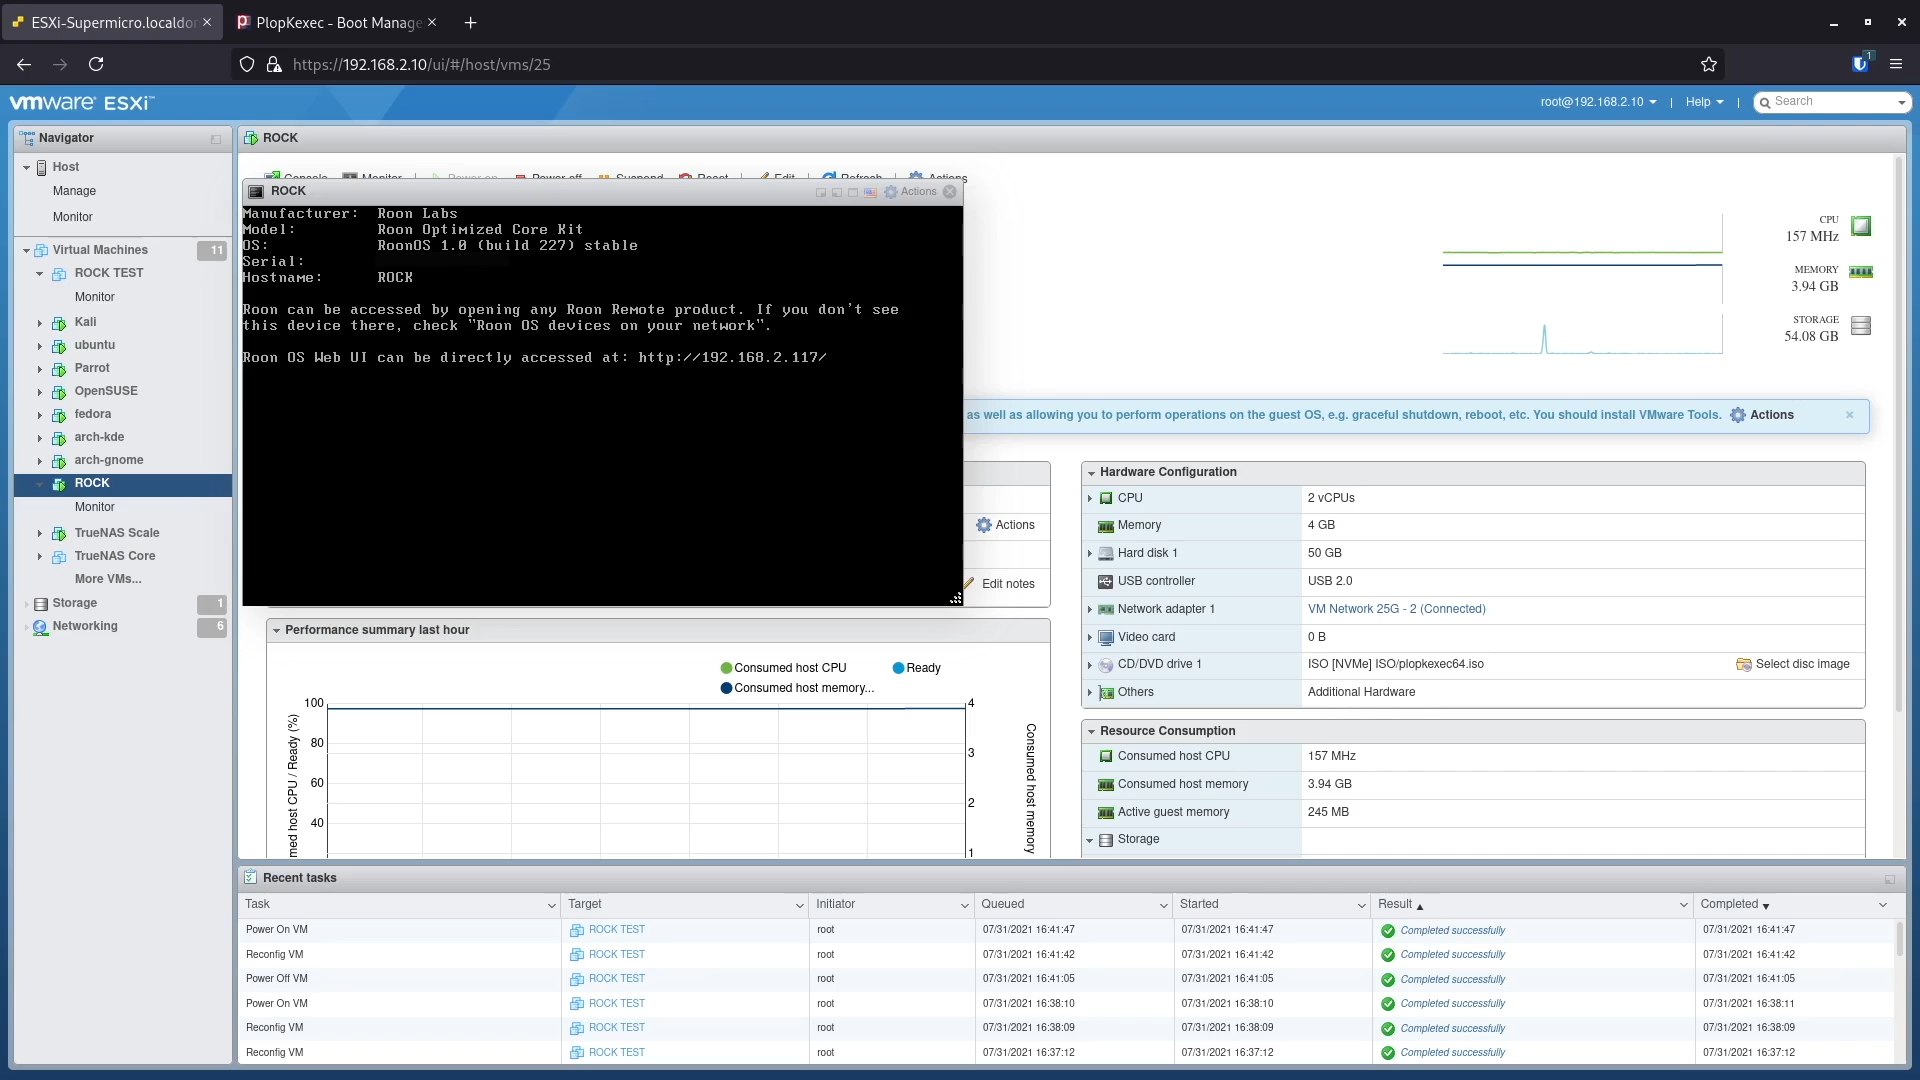 ESXi-Supermicro.localdon
PlopKexec - Boot Manage
https://192.168.2.10/ui/#/host/vms/25
1
vmware ESXi™
root@192.168.2.10 | Help | Search
Navigator
Host
Manage
Monitor
Virtual Machines 11
ROCK TEST
Monitor
Kali
ubuntu
Parrot
OpenSUSE
fedora
arch-kde
arch-gnome
ROCK
Monitor
TrueNAS Scale
TrueNAS Core
More VMs...
Storage 1
Networking 6
ROCK
Console Monitor | Power on Power off Suspend Reset | Edit | Refresh | Actions
ROCK Actions
Manufacturer: Roon Labs
Model: Roon Optimized Core Kit
OS: RoonOS 1.0 (build 227) stable
Serial:
Hostname: ROCK
Roon can be accessed by opening any Roon Remote product. If you don't see
this device there, check "Roon OS devices on your network".
Roon OS Web UI can be directly accessed at: http://192.168.2.117/
CPU
157 MHz
MEMORY
3.94 GB
STORAGE
54.08 GB
as well as allowing you to perform operations on the guest OS, e.g. graceful shutdown, reboot, etc. You should install VMware Tools. Actions
Actions
Edit notes
Hardware Configuration
CPU 2 vCPUs
Memory 4 GB
Hard disk 1 50 GB
USB controller USB 2.0
Network adapter 1 VM Network 25G - 2 (Connected)
Video card 0 B
CD/DVD drive 1 ISO [NVMe] ISO/plopkexec64.iso Select disc image
Others Additional Hardware
Performance summary last hour
Consumed host CPU Ready
Consumed host memory...
100
80
60
40
4
3
2
1
med host CPU / Ready (%)
Consumed host memory
Resource Consumption
Consumed host CPU 157 MHz
Consumed host memory 3.94 GB
Active guest memory 245 MB
Storage
Recent tasks
Task Target Initiator Queued Started Result Completed
Power On VM ROCK TEST root 07/31/2021 16:41:47 07/31/2021 16:41:47 Completed successfully 07/31/2021 16:41:47
Reconfig VM ROCK TEST root 07/31/2021 16:41:42 07/31/2021 16:41:42 Completed successfully 07/31/2021 16:41:42
Power Off VM ROCK TEST root 07/31/2021 16:41:05 07/31/2021 16:41:05 Completed successfully 07/31/2021 16:41:05
Power On VM ROCK TEST root 07/31/2021 16:38:10 07/31/2021 16:38:10 Completed successfully 07/31/2021 16:38:11
Reconfig VM ROCK TEST root 07/31/2021 16:38:09 07/31/2021 16:38:09 Completed successfully 07/31/2021 16:38:09
Reconfig VM ROCK TEST root 07/31/2021 16:37:12 07/31/2021 16:37:12 Completed successfully 07/31/2021 16:37:12